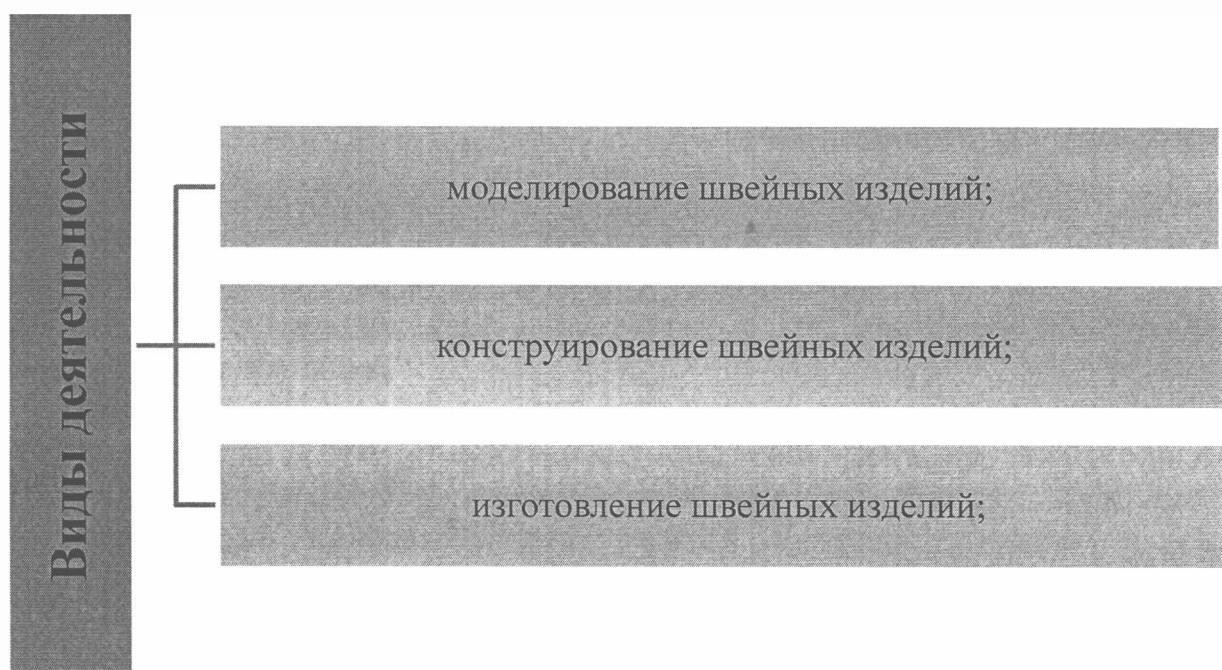 Виды деятельности
моделирование швейных изделий;
конструирование швейных изделий;
изготовление швейных изделий;